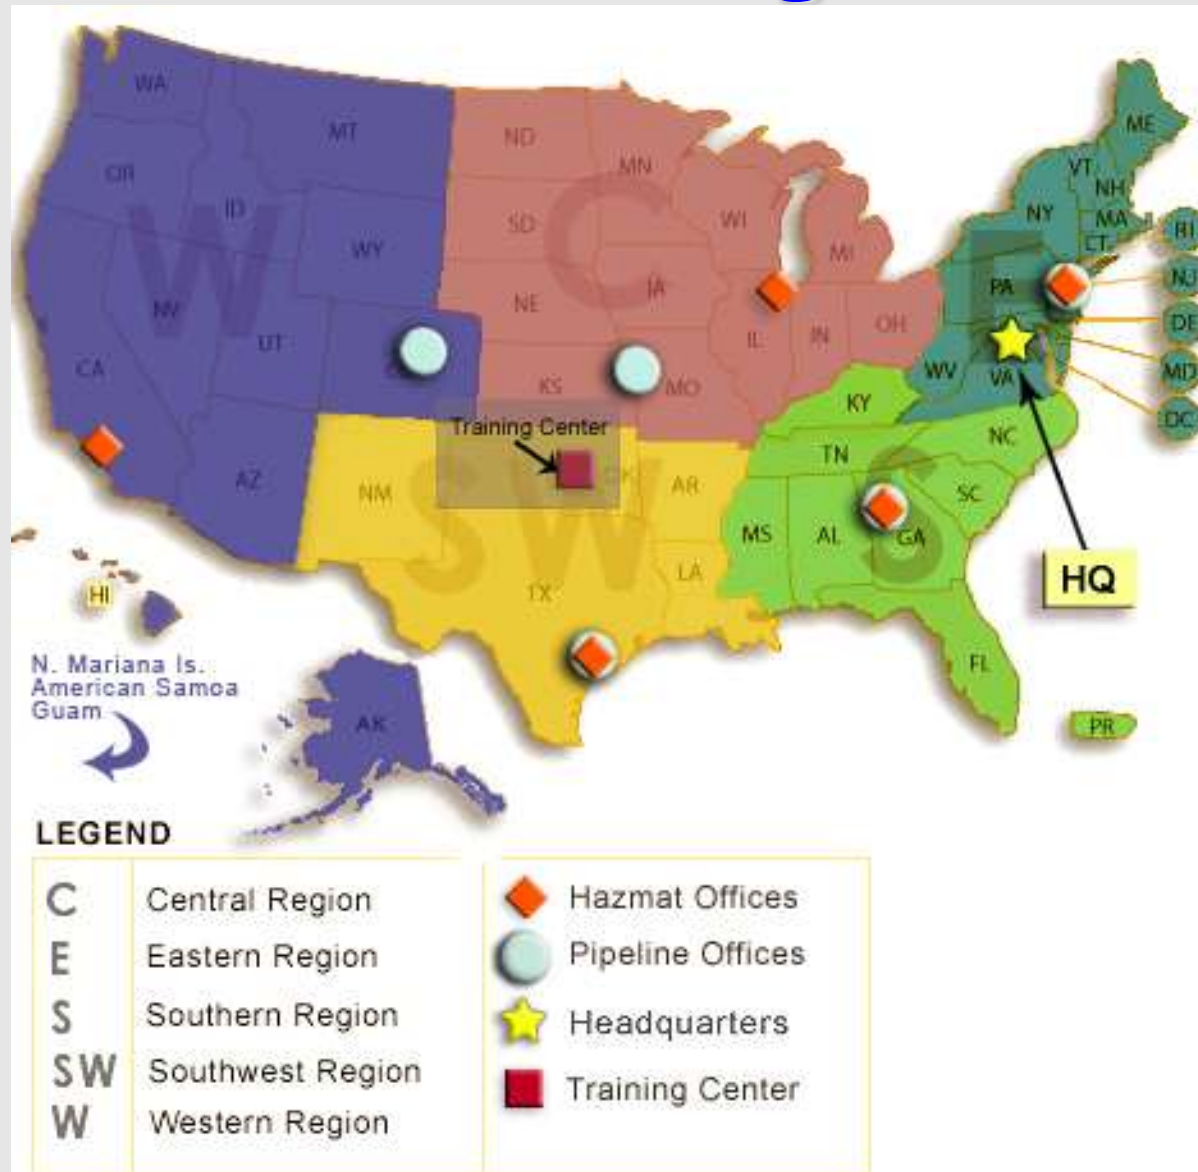 WA
MT
ND
MN
ME
VT
NH
OR
ID
WY
SD
WI
MI
NY
MA
CT
RI
W
C
NV
UT
NE
IA
PA
NJ
CA
IL
IN
OH
DE
KS
MO
WV
VA
MD
KY
DC
Training Center
AZ
NM
OK
AR
TN
NC
SC
SW
S
MS
AL
GA
TX
LA
HQ
HI
FL
N. Mariana Is.
American Samoa
Guam
AK
PR
LEGEND
C Central Region
E Eastern Region
S Southern Region
SW Southwest Region
W Western Region
Hazmat Offices
Pipeline Offices
Headquarters
Training Center